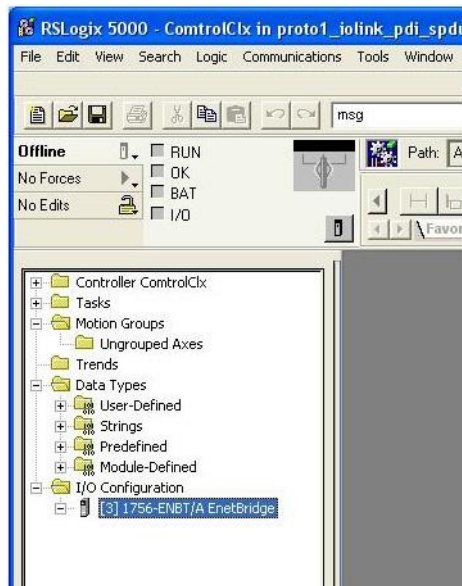 RSLogix 5000 - ComtrolClx in proto1_iolink_pdi_spdu
File Edit View Search Logic Communications Tools Window
msg
Offline
RUN
Path:
No Forces
OK
BAT
No Edits
I/O
Favor
Controller ComtrolClx
Tasks
Motion Groups
Ungrouped Axes
Trends
Data Types
User-Defined
Strings
Predefined
Module-Defined
I/O Configuration
[3] 1756-ENBT/A EnetBridge